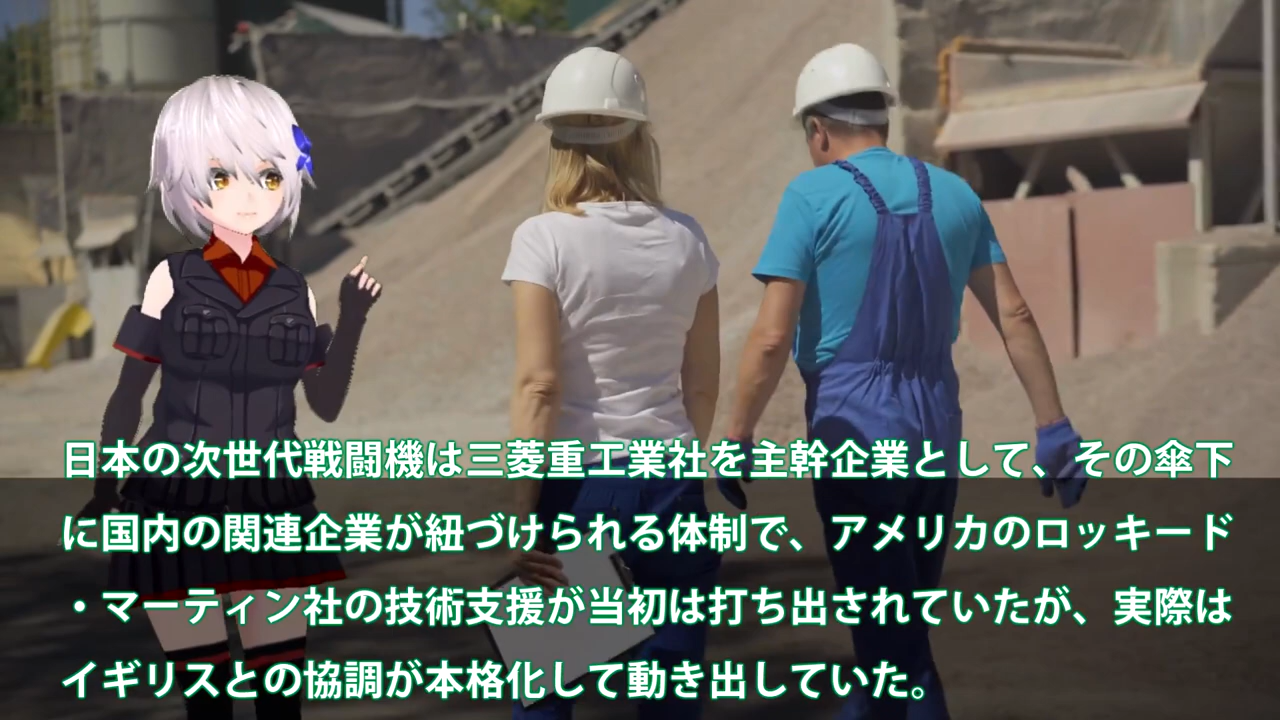 日本の次世代戦闘機は三菱重工業社を主幹企業として、その傘下
に国内の関連企業が紐づけられる体制で、アメリカのロッキード
・マーティン社の技術支援が当初は打ち出されていたが、実際は
イギリスとの協調が本格化して動き出していた。